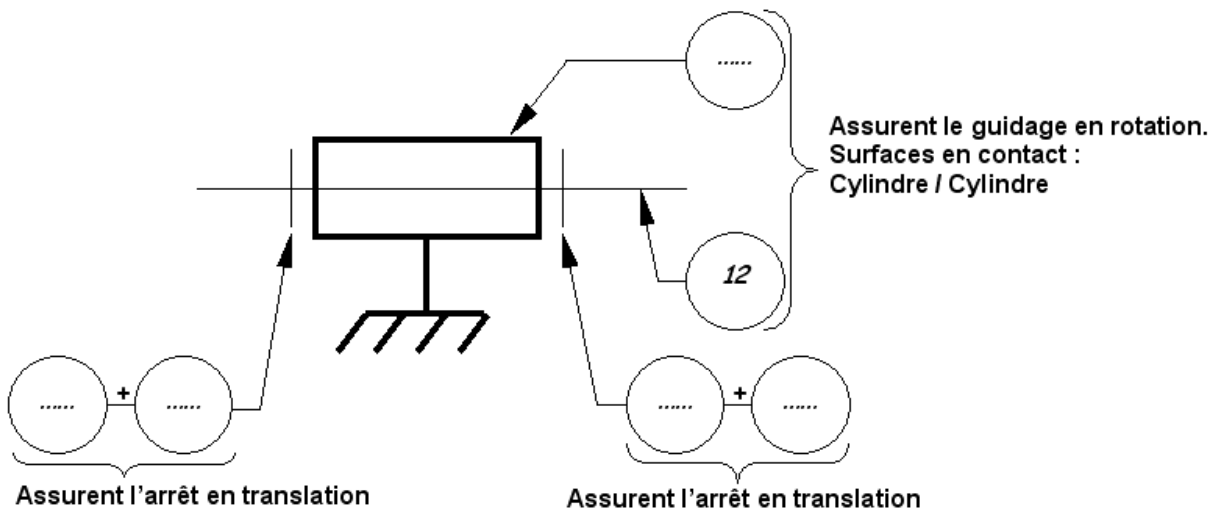 ......
Assurent le guidage en rotation.
Surfaces en contact :
Cylindre / Cylindre
12
...... + ......
Assurent l'arrêt en translation
...... + ......
Assurent l'arrêt en translation